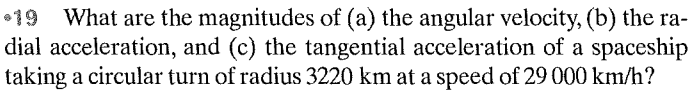 •19 What are the magnitudes of (a) the angular velocity, (b) the ra-
dial acceleration, and (c) the tangential acceleration of a spaceship
taking a circular turn of radius 3220 km at a speed of 29 000 km/h?